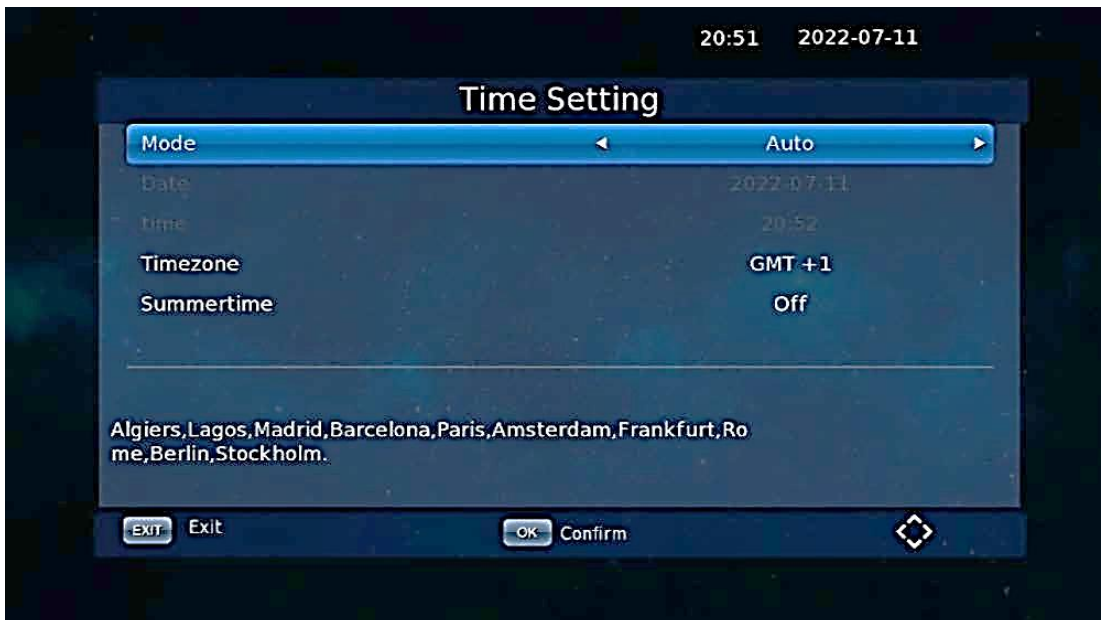 20:51 2022-07-11
Time Setting
Mode Auto
Date 2022-07-11
time 20:52
Timezone GMT +1
Summertime Off
Algiers,Lagos,Madrid,Barcelona,Paris,Amsterdam,Frankfurt,Ro
me,Berlin,Stockholm.
EXIT Exit OK Confirm